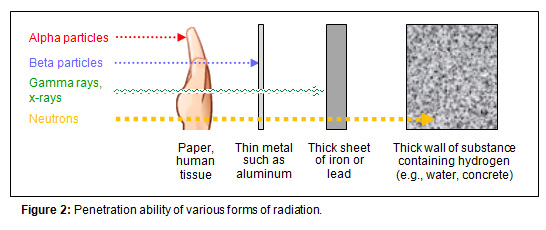 Alpha particles
Beta particles
Gamma rays,
x-rays
Neutrons
Paper,
human
tissue
Thin metal
such as
aluminum
Thick sheet
of iron or
lead
Thick wall of substance
containing hydrogen
(e.g., water, concrete)
Figure 2: Penetration ability of various forms of radiation.